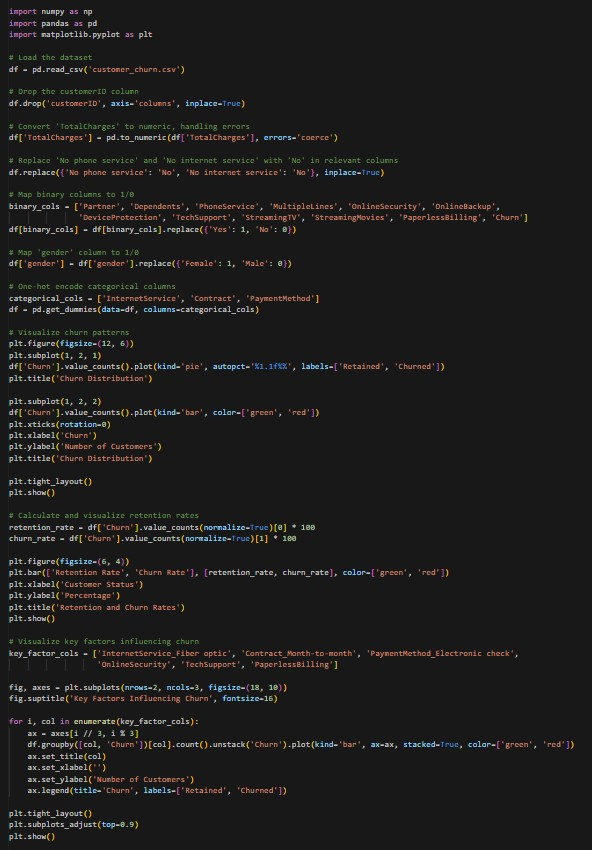 import numpy as np
import pandas as pd
import matplotlib.pyplot as plt
# Load the dataset
df = pd.read_csv('customer_churn.csv')
# Drop the customerID column
df.drop('customerID', axis='columns', inplace=True)
# Convert 'TotalCharges' to numeric, handling errors
df['TotalCharges'] = pd.to_numeric(df['TotalCharges'], errors='coerce')
# Replace 'No phone service' and 'No internet service' with 'No' in relevant columns
df.replace({'No phone service': 'No', 'No internet service': 'No'}, inplace=True)
# Map binary columns to 1/0
binary_cols = ['Partner', 'Dependents', 'PhoneService', 'MultipleLines', 'OnlineSecurity', 'OnlineBackup',
'DeviceProtection', 'TechSupport', 'StreamingTV', 'StreamingMovies', 'PaperlessBilling', 'Churn']
df[binary_cols] = df[binary_cols].replace({'Yes': 1, 'No': 0})
# Map 'gender' column to 1/0
df['gender'] = df['gender'].replace({'Female': 1, 'Male': 0})
# One-hot encode categorical columns
categorical_cols = ['InternetService', 'Contract', 'PaymentMethod']
df = pd.get_dummies(data=df, columns=categorical_cols)
# Visualize churn patterns
plt.figure(figsize=(12, 6))
plt.subplot(1, 2, 1)
df['Churn'].value_counts().plot(kind='pie', autopct='%1.1f%%', labels=['Retained', 'Churned'])
plt.title('Churn Distribution')
plt.subplot(1, 2, 2)
df['Churn'].value_counts().plot(kind='bar', color=['green', 'red'])
plt.xticks(rotation=0)
plt.xlabel('Churn')
plt.ylabel('Number of Customers')
plt.title('Churn Distribution')
plt.tight_layout()
plt.show()
# Calculate and visualize retention rates
retention_rate = df['Churn'].value_counts(normalize=True)[0] * 100
churn_rate = df['Churn'].value_counts(normalize=True)[1] * 100
plt.figure(figsize=(6, 4))
plt.bar(['Retention Rate', 'Churn Rate'], [retention_rate, churn_rate], color=['green', 'red'])
plt.xlabel('Customer Status')
plt.ylabel('Percentage')
plt.title('Retention and Churn Rates')
plt.show()
# Visualize key factors influencing churn
key_factor_cols = ['InternetService_Fiber optic', 'Contract_Month-to-month', 'PaymentMethod_Electronic check',
'OnlineSecurity', 'TechSupport', 'PaperlessBilling']
fig, axes = plt.subplots(nrows=2, ncols=3, figsize=(18, 10))
fig.suptitle('Key Factors Influencing Churn', fontsize=16)
for i, col in enumerate(key_factor_cols):
ax = axes[i // 3, i % 3]
df.groupby([col, 'Churn'])[col].count().unstack('Churn').plot(kind='bar', ax=ax, stacked=True, color=['green', 'red'])
ax.set_title(col)
ax.set_xlabel('')
ax.set_ylabel('Number of Customers')
ax.legend(title='Churn', labels=['Retained', 'Churned'])
plt.tight_layout()
plt.subplots_adjust(top=0.9)
plt.show()